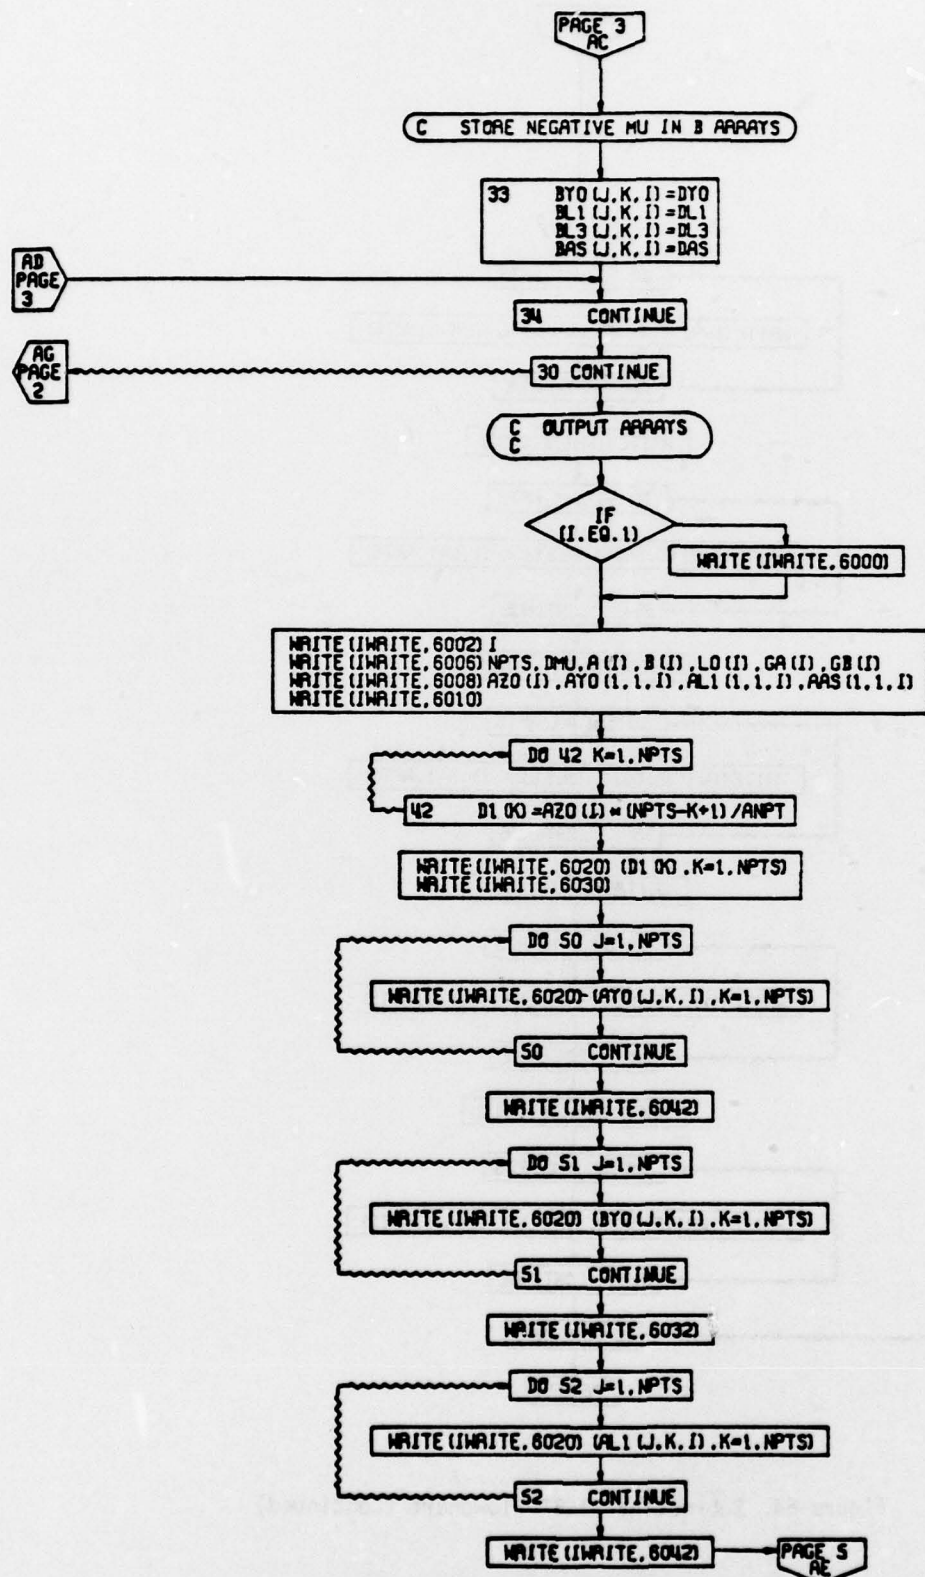 PAGE 3
AC
C STORE NEGATIVE MU IN B ARRAYS
33 BYO(J,K,I)=DYO
BL1(J,K,I)=DL1
BL3(J,K,I)=DL3
BAS(J,K,I)=DAS
AD
PAGE
3
34 CONTINUE
AG
PAGE
2
30 CONTINUE
C OUTPUT ARRAYS
C
IF
(I.EQ.1)
WRITE(IWRITE,6000)
WRITE(IWRITE,6002)I
WRITE(IWRITE,6006)NPTS,DMU,A(I),B(I),LO(I),GA(I),GB(I)
WRITE(IWRITE,6008)AZO(I),AYO(1,1,I),AL1(1,1,I),AAS(1,1,I)
WRITE(IWRITE,6010)
DO 42 K=1,NPTS
42 D1(K)=AZO(I)*(NPTS-K+1)/ANPT
WRITE(IWRITE,6020)(D1(K),K=1,NPTS)
WRITE(IWRITE,6030)
DO 50 J=1,NPTS
WRITE(IWRITE,6020)(AYO(J,K,I),K=1,NPTS)
50 CONTINUE
WRITE(IWRITE,6042)
DO 51 J=1,NPTS
WRITE(IWRITE,6020)(BYO(J,K,I),K=1,NPTS)
51 CONTINUE
WRITE(IWRITE,6032)
DO 52 J=1,NPTS
WRITE(IWRITE,6020)(AL1(J,K,I),K=1,NPTS)
52 CONTINUE
WRITE(IWRITE,6042)
PAGE 5
AE